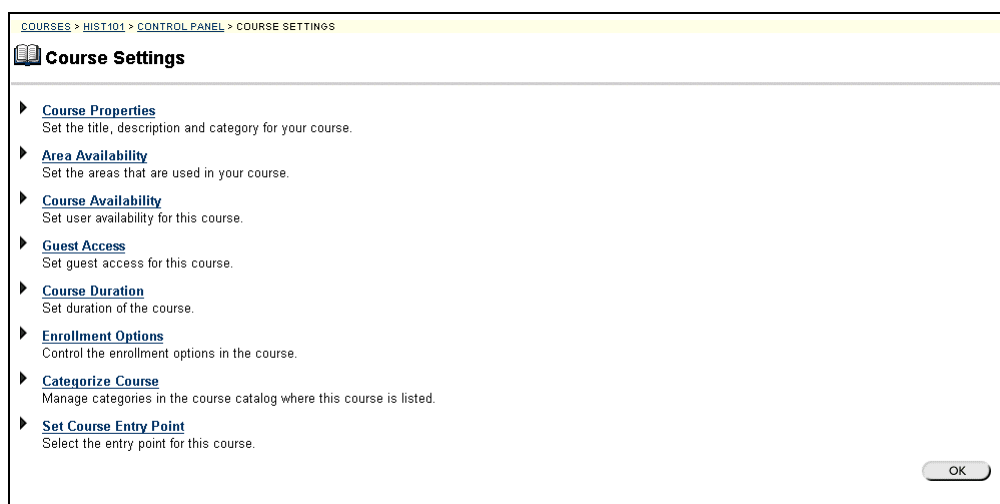 COURSES > HIST101 > CONTROL PANEL > COURSE SETTINGS
Course Settings
Course Properties
Set the title, description and category for your course.
Area Availability
Set the areas that are used in your course.
Course Availability
Set user availability for this course.
Guest Access
Set guest access for this course.
Course Duration
Set duration of the course.
Enrollment Options
Control the enrollment options in the course.
Categorize Course
Manage categories in the course catalog where this course is listed.
Set Course Entry Point
Select the entry point for this course.
OK